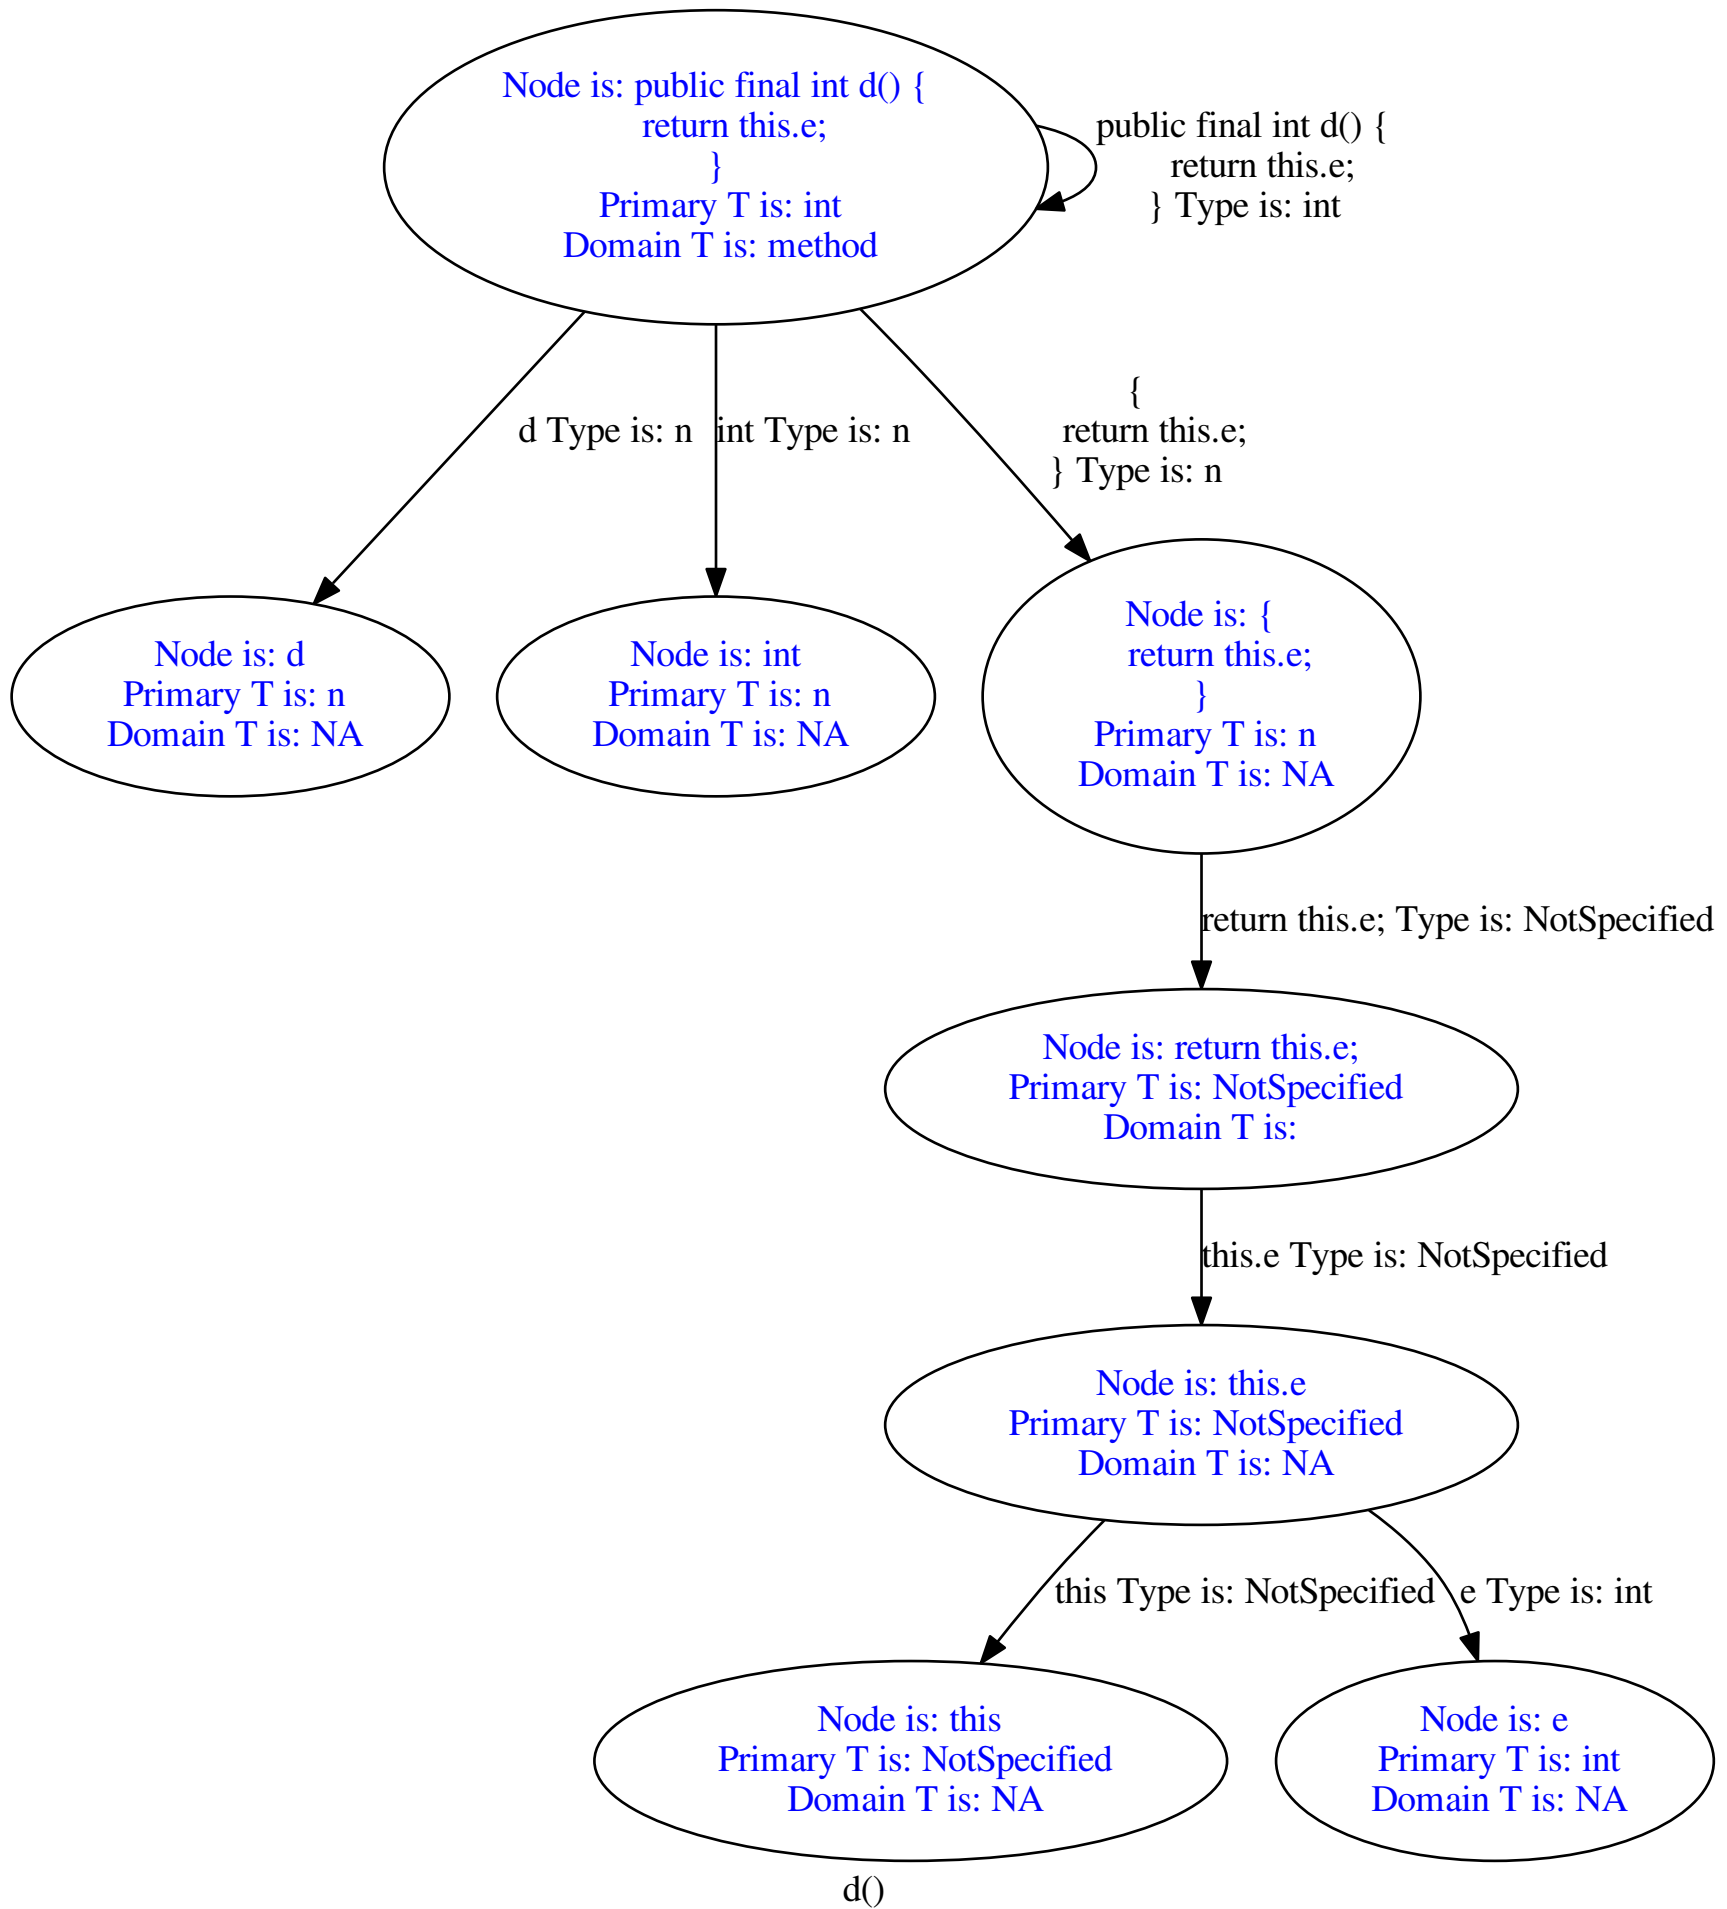 Node is: public final int d() {
return this.e;
}
Primary T is: int
Domain T is: method
public final int d() {
return this.e;
} Type is: int
d Type is: n
int Type is: n
{
return this.e;
} Type is: n
Node is: d
Primary T is: n
Domain T is: NA
Node is: int
Primary T is: n
Domain T is: NA
Node is: {
return this.e;
}
Primary T is: n
Domain T is: NA
return this.e; Type is: NotSpecified
Node is: return this.e;
Primary T is: NotSpecified
Domain T is:
this.e Type is: NotSpecified
Node is: this.e
Primary T is: NotSpecified
Domain T is: NA
this Type is: NotSpecified
e Type is: int
Node is: this
Primary T is: NotSpecified
Domain T is: NA
Node is: e
Primary T is: int
Domain T is: NA
d()